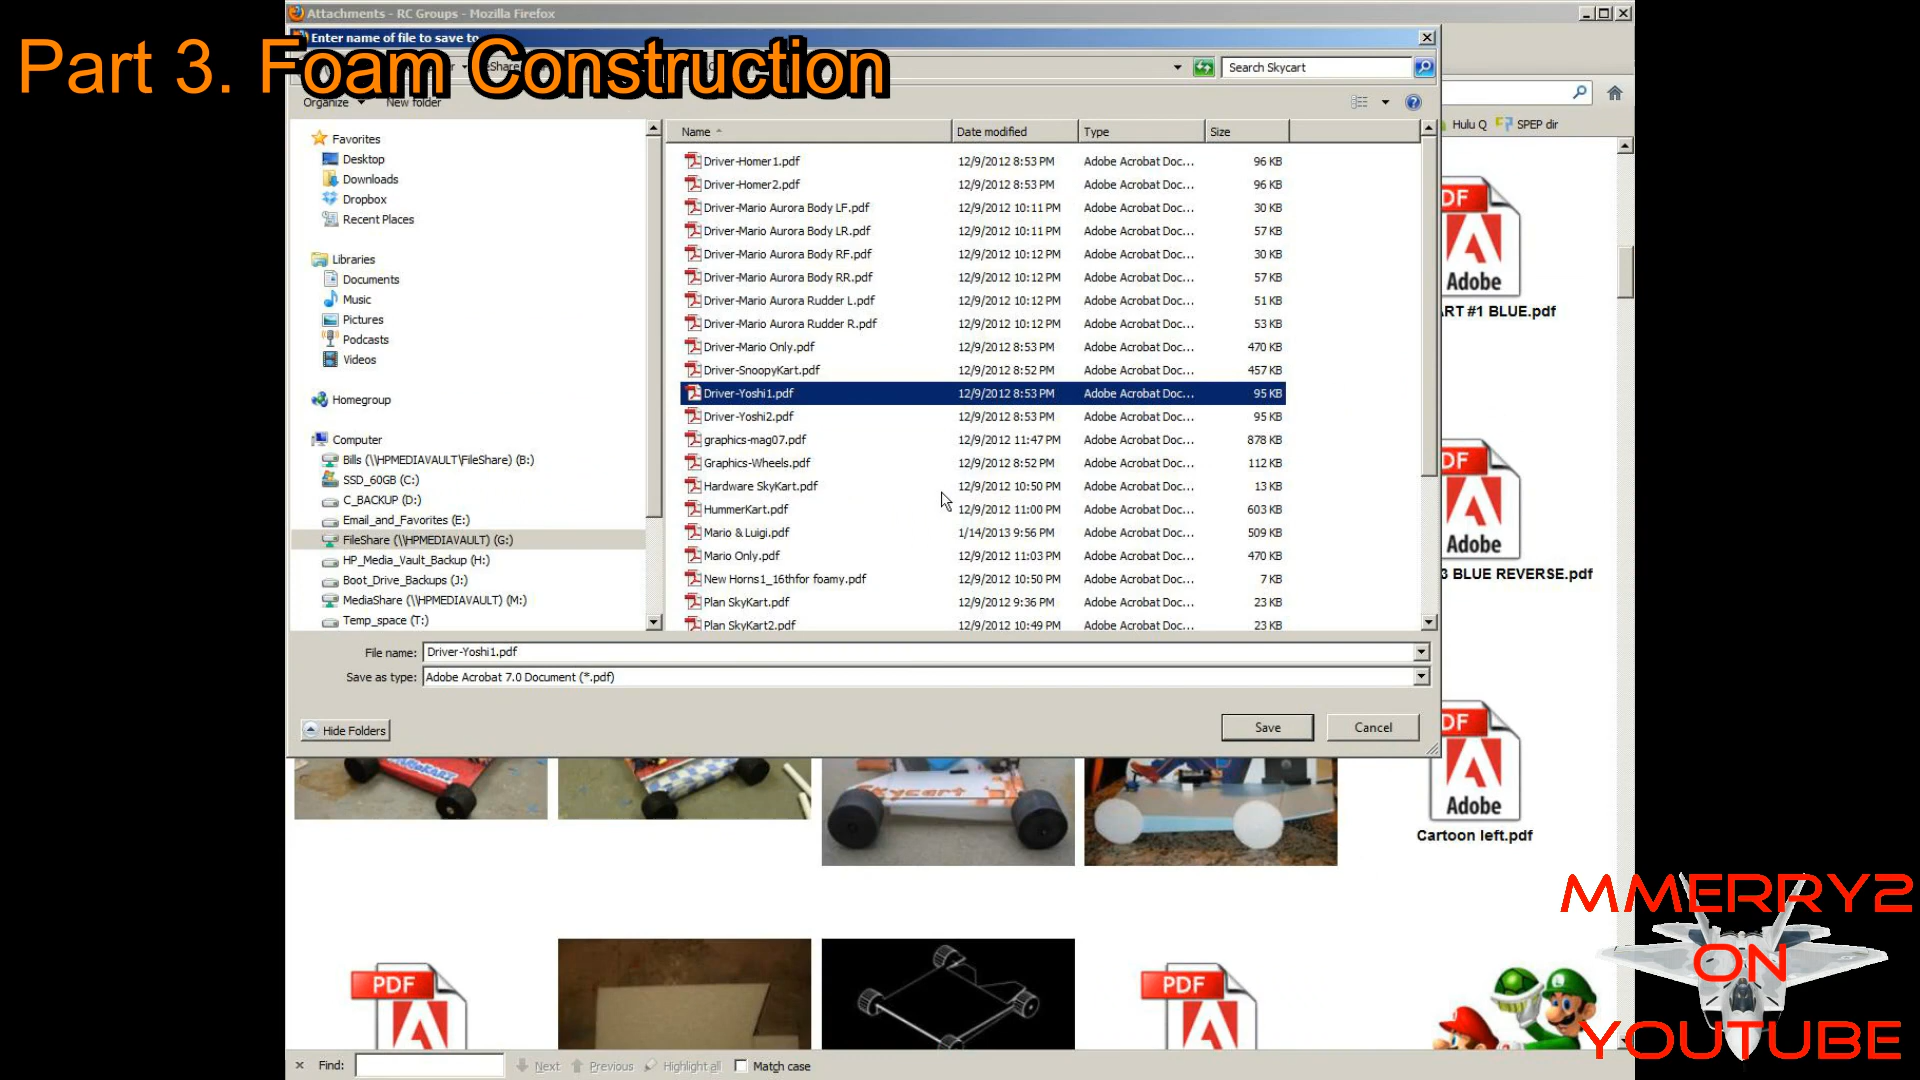 Attachments - RC Groups - Mozilla Firefox
Enter name of file to save to
Part 3. Foam Construction
Search Skycart
Organize New folder
Hulu Q SPEP dir
Name Date modified Type Size
Favorites
Desktop
Downloads
Dropbox
Recent Places
Libraries
Documents
Music
Pictures
Podcasts
Videos
Homegroup
Computer
Bills (\\HPMEDIAVAULT\FileShare) (B:)
SSD_60GB (C:)
C_BACKUP (D:)
Email_and_Favorites (E:)
FileShare (\\HPMEDIAVAULT) (G:)
HP_Media_Vault_Backup (H:)
Boot_Drive_Backups (J:)
MediaShare (\\HPMEDIAVAULT) (M:)
Temp_space (T:)
Driver-Homer1.pdf 12/9/2012 8:53 PM Adobe Acrobat Doc... 96 KB
Driver-Homer2.pdf 12/9/2012 8:53 PM Adobe Acrobat Doc... 96 KB
Driver-Mario Aurora Body LF.pdf 12/9/2012 10:11 PM Adobe Acrobat Doc... 30 KB
Driver-Mario Aurora Body LR.pdf 12/9/2012 10:11 PM Adobe Acrobat Doc... 57 KB
Driver-Mario Aurora Body RF.pdf 12/9/2012 10:12 PM Adobe Acrobat Doc... 30 KB
Driver-Mario Aurora Body RR.pdf 12/9/2012 10:12 PM Adobe Acrobat Doc... 57 KB
Driver-Mario Aurora Rudder L.pdf 12/9/2012 10:12 PM Adobe Acrobat Doc... 51 KB
Driver-Mario Aurora Rudder R.pdf 12/9/2012 10:12 PM Adobe Acrobat Doc... 53 KB
Driver-Mario Only.pdf 12/9/2012 8:53 PM Adobe Acrobat Doc... 470 KB
Driver-SnoopyKart.pdf 12/9/2012 8:52 PM Adobe Acrobat Doc... 457 KB
Driver-Yoshi1.pdf 12/9/2012 8:53 PM Adobe Acrobat Doc... 95 KB
Driver-Yoshi2.pdf 12/9/2012 8:53 PM Adobe Acrobat Doc... 95 KB
graphics-mag07.pdf 12/9/2012 11:47 PM Adobe Acrobat Doc... 878 KB
Graphics-Wheels.pdf 12/9/2012 8:52 PM Adobe Acrobat Doc... 112 KB
Hardware SkyKart.pdf 12/9/2012 10:50 PM Adobe Acrobat Doc... 13 KB
HummerKart.pdf 12/9/2012 11:00 PM Adobe Acrobat Doc... 603 KB
Mario & Luigi.pdf 1/14/2013 9:56 PM Adobe Acrobat Doc... 509 KB
Mario Only.pdf 12/9/2012 11:03 PM Adobe Acrobat Doc... 470 KB
New Horns1_16thfor foamy.pdf 12/9/2012 10:50 PM Adobe Acrobat Doc... 7 KB
Plan SkyKart.pdf 12/9/2012 9:36 PM Adobe Acrobat Doc... 23 KB
Plan SkyKart2.pdf 12/9/2012 10:49 PM Adobe Acrobat Doc... 23 KB
File name: Driver-Yoshi1.pdf
Save as type: Adobe Acrobat 7.0 Document (*.pdf)
Hide Folders Save Cancel
DF
Adobe
ART #1 BLUE.pdf
DF
Adobe
3 BLUE REVERSE.pdf
DF
Adobe
Cartoon left.pdf
Skycart
PDF
PDF
MMERRY2
ON
YOUTUBE
Find: Next Previous Highlight all Match case